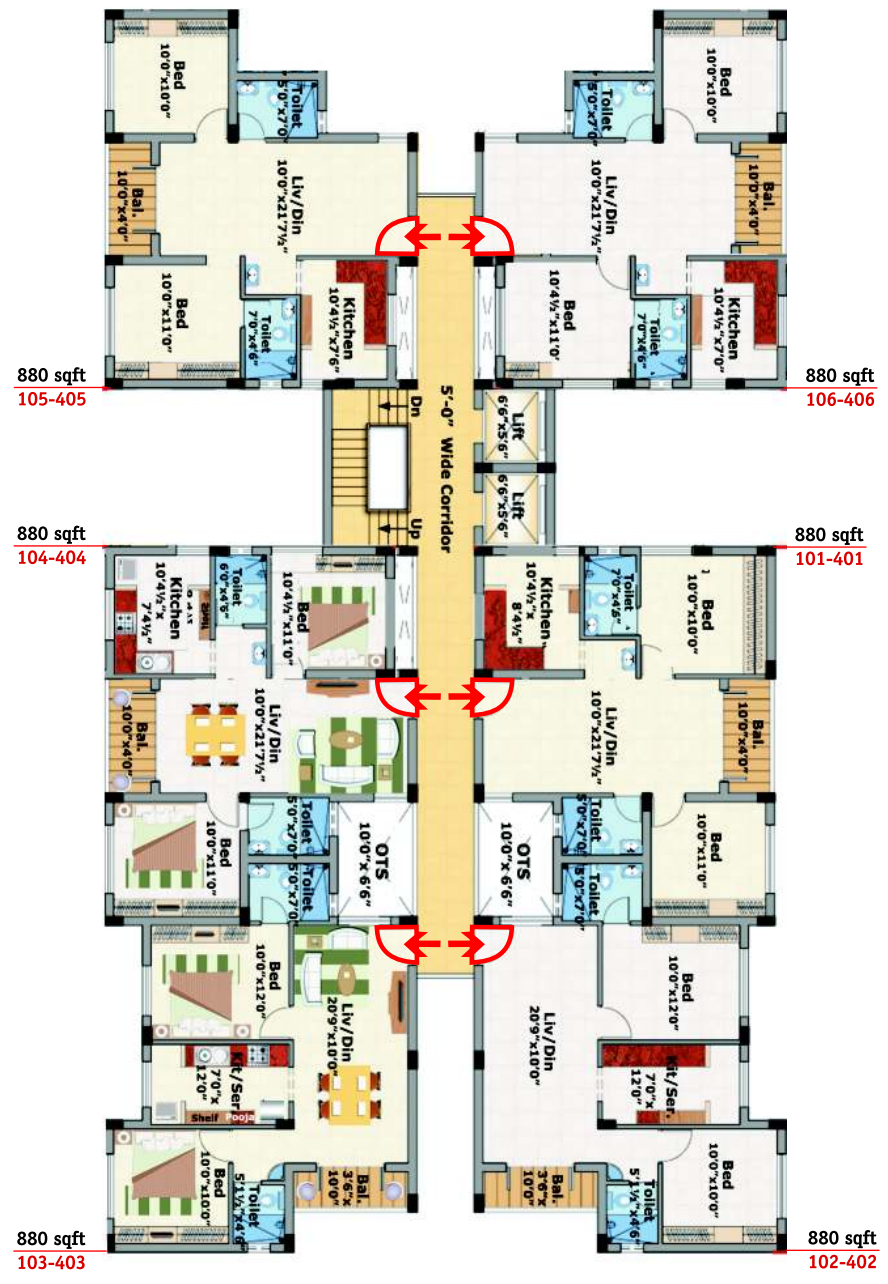 Bed
10'0"x10'0"
Toilet
5'0"x7'0"
Liv/Din
10'0"x21'7½"
Bal.
10'0"x4'0"
Bed
10'0"x11'0"
Toilet
7'0"x4'6"
Kitchen
10'4½"x7'6"
880 sqft
105-405
Bed
10'0"x10'0"
Toilet
5'0"x7'0"
Liv/Din
10'0"x21'7½"
Bal.
10'0"x4'0"
Bed
10'4½"x11'0'
Toilet
7'0"x4'6"
Kitchen
10'4½"x7'0"
880 sqft
106-406
Dn
Up
5'-0" Wide Corridor
Lift
6'6"x5'6"
Lift
6'6"x5'6"
880 sqft
104-404
Kitchen
10'4½"x
7'4½"
Toilet
6'0"x4'6"
Bed
10'4½"x11'0"
Liv/Din
10'0"x21'7½"
Bal.
10'0"x4'0"
Bed
10'0"x11'0"
Toilet
5'0"x7'0"
OTS
10'0"x6'6"
880 sqft
101-401
Kitchen
10'4½"x
8'4½"
Toilet
7'0"x4'6"
Bed
10'0"x10'0"
Liv/Din
10'0"x21'7½"
Bal.
10'0"x4'0"
OTS
10'0"x6'6"
Toilet
5'0"x7'0"
Bed
10'0"x11'0"
Toilet
5'0"x7'0"
Bed
10'0"x12'0"
Liv/Din
20'9"x10'0"
Kit/Ser.
7'0"x
12'0"
Shelf
Pooja
Bed
10'0"x10'0"
Toilet
5'1½"x4'6"
Bal.
3'6"x
10'0"
880 sqft
103-403
Toilet
5'0"x7'0"
Bed
10'0"x12'0"
Liv/Din
20'9"x10'0"
Kit/Ser.
7'0"x
12'0"
Bal.
3'6"x
10'0"
Toilet
5'1½"x4'6"
Bed
10'0"x10'0"
880 sqft
102-402